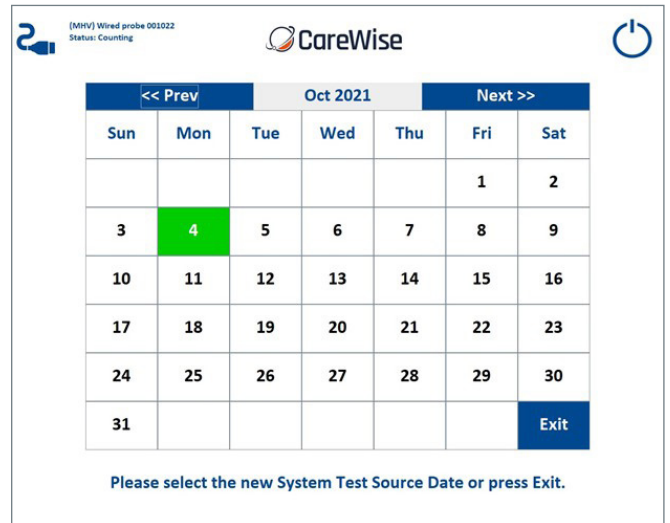 (MHV) Wired probe 001022
Status: Counting
CareWise
<< Prev Oct 2021 Next >>
Sun Mon Tue Wed Thu Fri Sat
1 2
3 4 5 6 7 8 9
10 11 12 13 14 15 16
17 18 19 20 21 22 23
24 25 26 27 28 29 30
31 Exit
Please select the new System Test Source Date or press Exit.